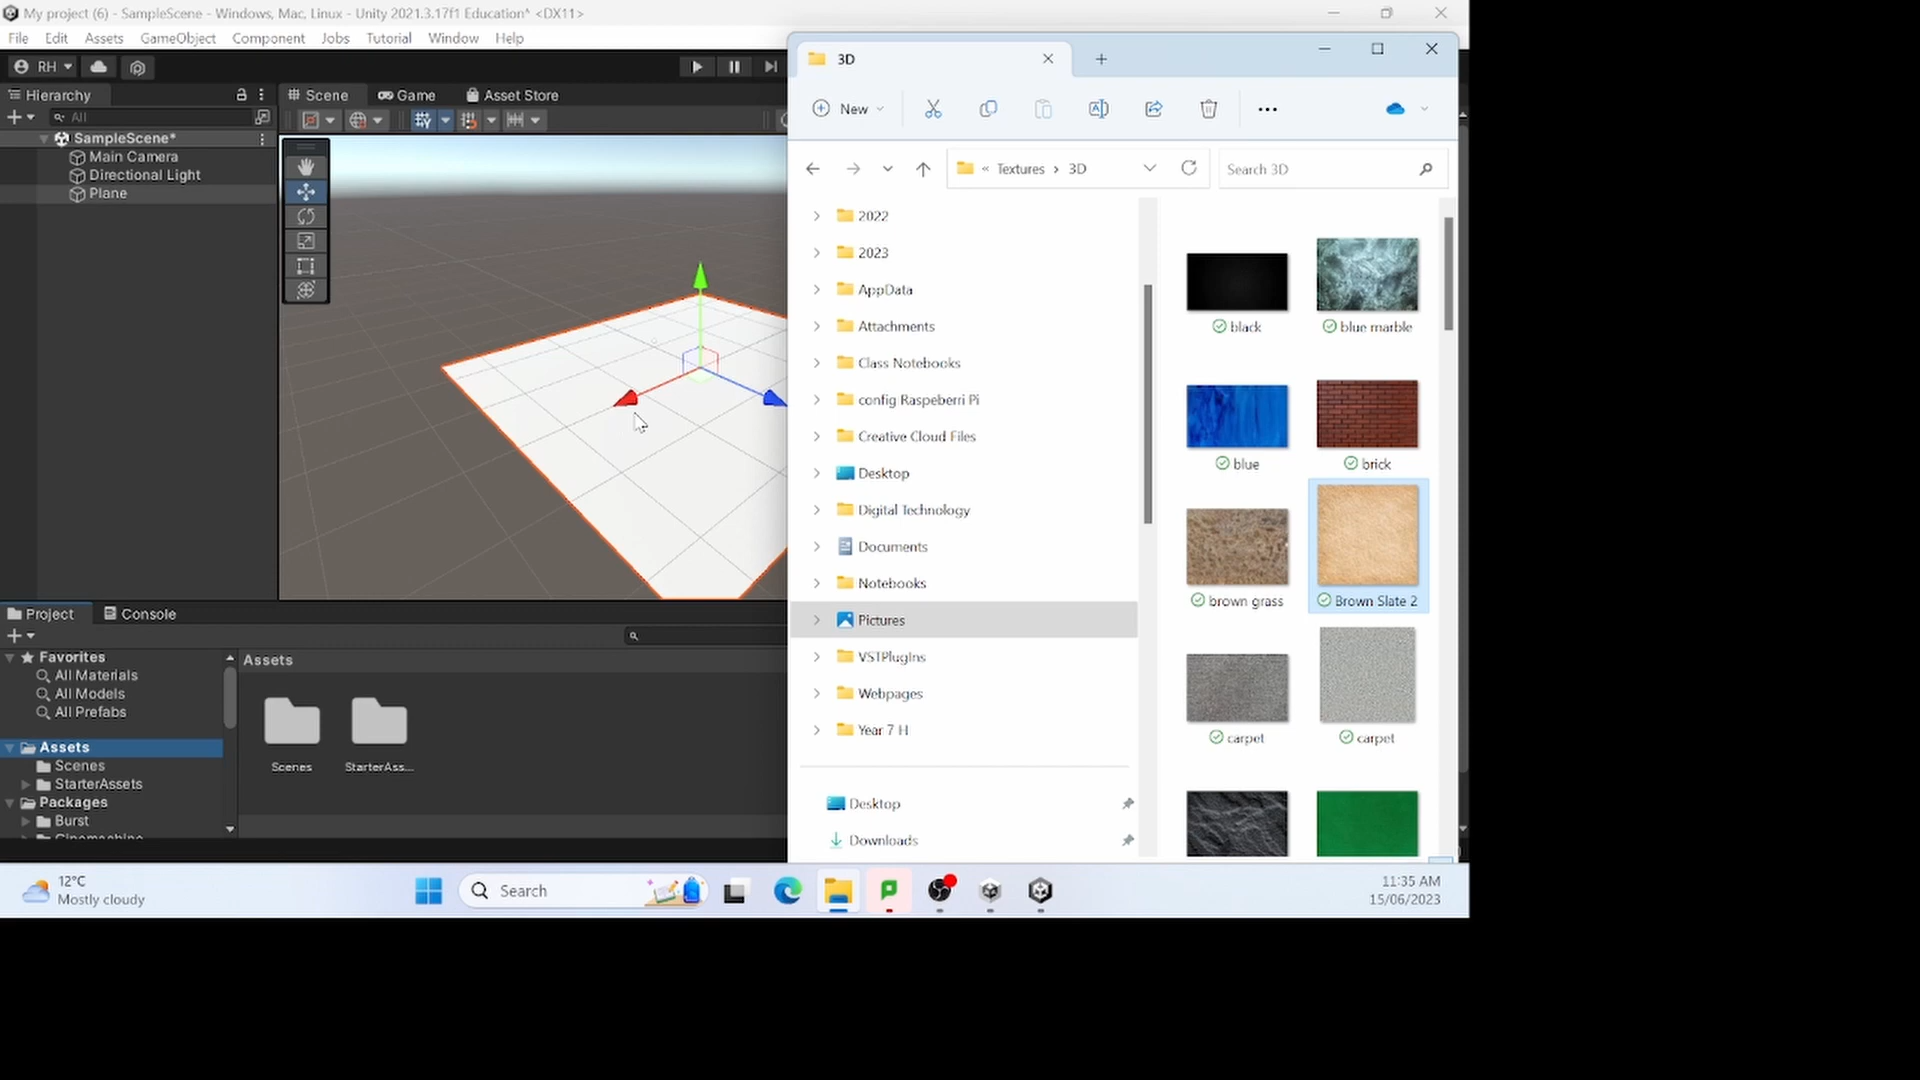 My project (6) - SampleScene - Windows, Mac, Linux - Unity 2021.3.17f1 Education* <DX11>
File Edit Assets GameObject Component Jobs Tutorial Window Help
RH
Hierarchy
All
SampleScene*
Main Camera
Directional Light
Plane
Scene Game Asset Store
Project Console
Favorites
All Materials
All Models
All Prefabs
Assets
Scenes
StarterAssets
Packages
Burst
Assets
Scenes StarterAss...
3D
New
« Textures › 3D
Search 3D
2022
2023
AppData
Attachments
Class Notebooks
config Raspeberri Pi
Creative Cloud Files
Desktop
Digital Technology
Documents
Notebooks
Pictures
VSTPlugIns
Webpages
Year 7 H
Desktop
Downloads
black blue marble
blue brick
brown grass Brown Slate 2
carpet carpet
12°C
Mostly cloudy
Search
11:35 AM
15/06/2023